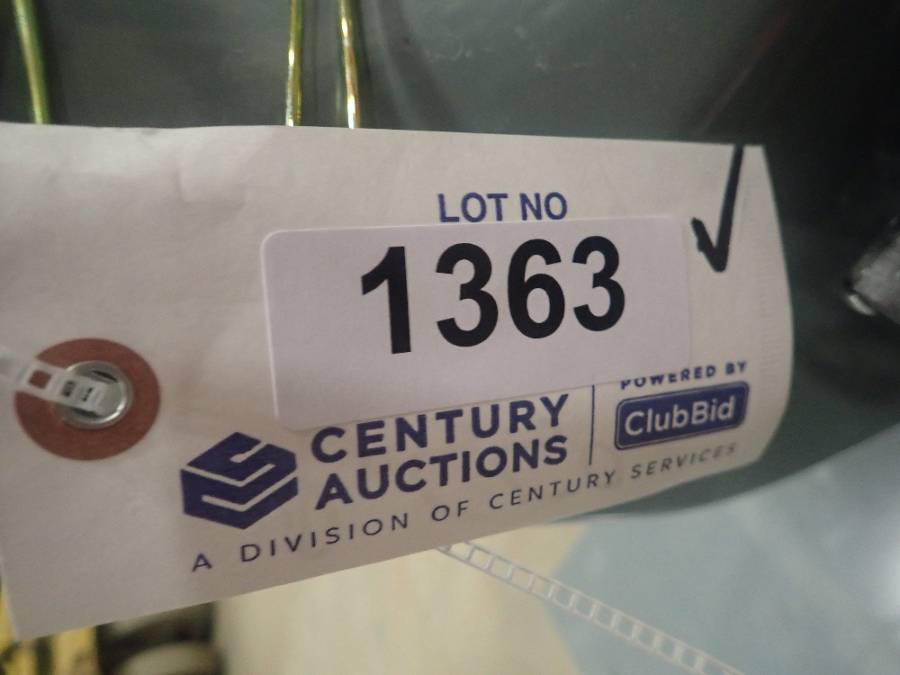 LOT NO
1363
CENTURY
AUCTIONS
POWERED BY
ClubBid
A DIVISION OF CENTURY SERVICES